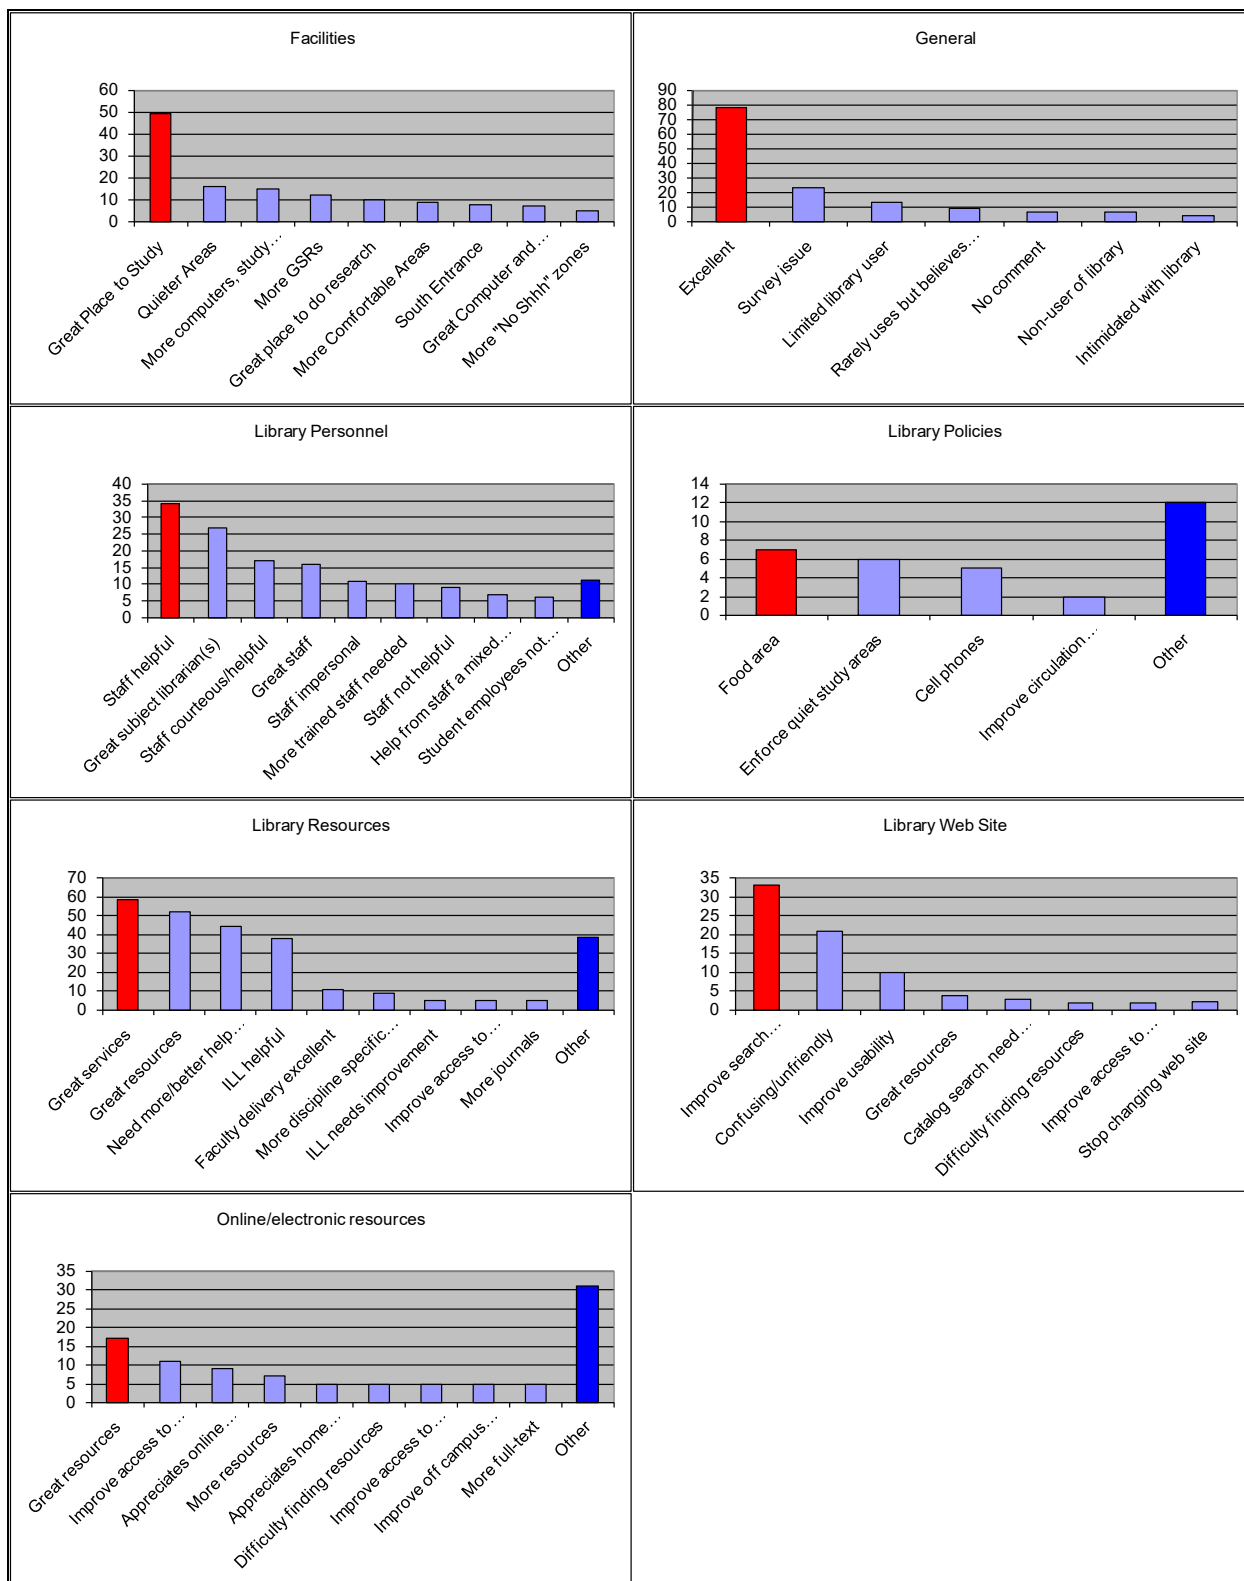 Facilities
60
50
40
30
20
10
0
Great Place to Study
Quieter Areas
More computers, study…
More GSRs
Great place to do research
More Comfortable Areas
South Entrance
Great Computer and…
More "No Shhh" zones
General
90
80
70
60
50
40
30
20
10
0
Excellent
Survey issue
Limited library user
Rarely uses but believes…
No comment
Non-user of library
Intimidated with library
Library Personnel
40
35
30
25
20
15
10
5
0
Staff helpful
Great subject librarian(s)
Staff courteous/helpful
Great staff
Staff impersonal
More trained staff needed
Staff not helpful
Help from staff a mixed…
Student employees not…
Other
Library Policies
14
12
10
8
6
4
2
0
Food area
Enforce quiet study areas
Cell phones
Improve circulation…
Other
Library Resources
70
60
50
40
30
20
10
0
Great services
Great resources
Need more/better help…
ILL helpful
Faculty delivery excellent
More discipline specific…
ILL needs improvement
Improve access to…
More journals
Other
Library Web Site
35
30
25
20
15
10
5
0
Improve search…
Confusing/unfriendly
Improve usability
Great resources
Catalog search need…
Difficulty finding resources
Improve access to…
Stop changing web site
Online/electronic resources
35
30
25
20
15
10
5
0
Great resources
Improve access to…
Appreciates online…
More resources
Appreciates home…
Difficulty finding resources
Improve access to…
Improve off campus…
More full-text
Other